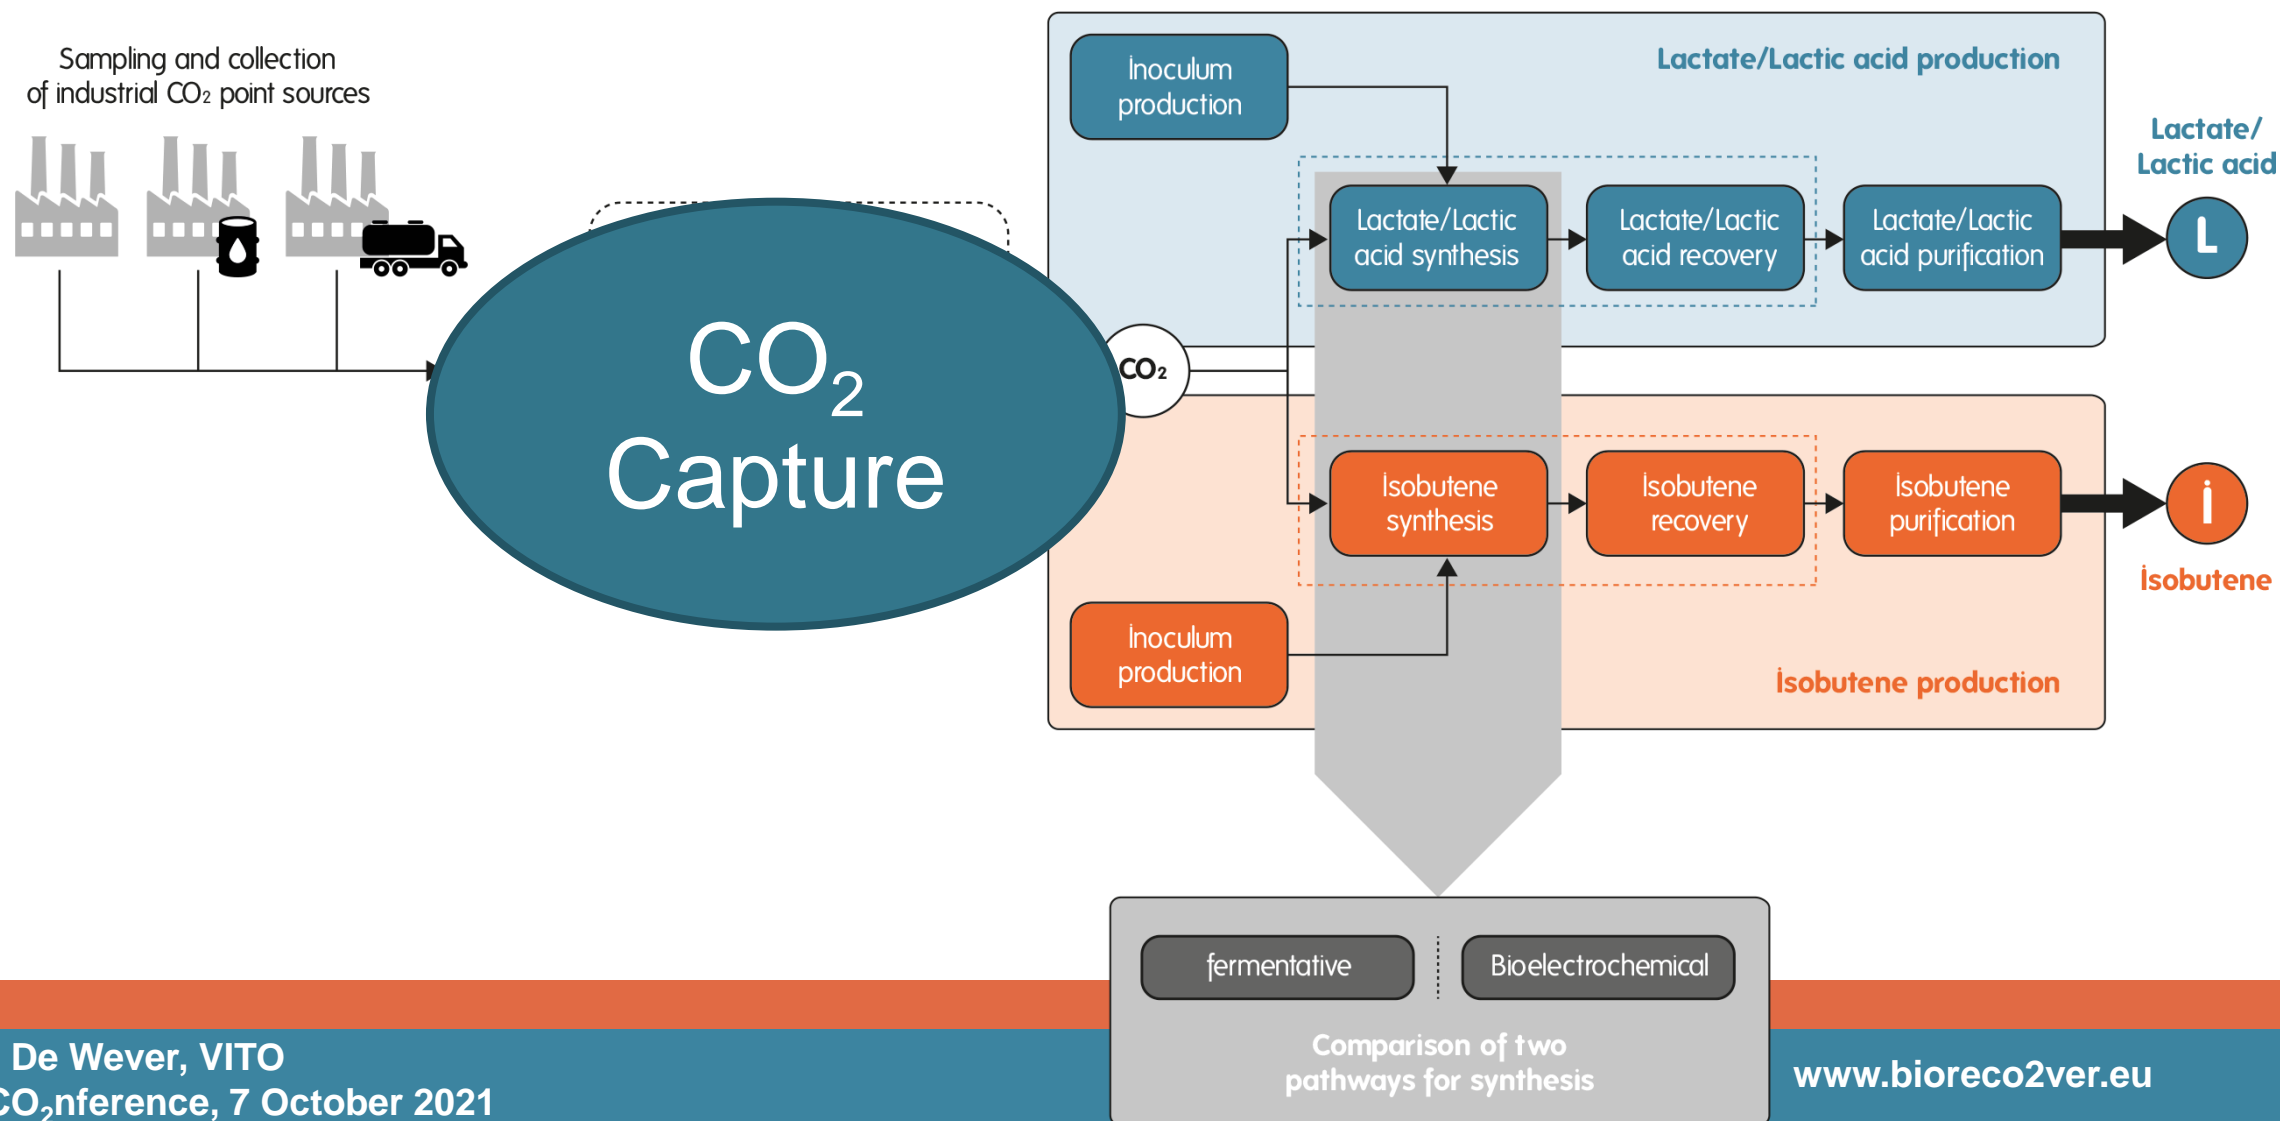 Sampling and collection
of industrial CO₂ point sources
CO₂
Capture
CO₂
Lactate/Lactic acid production
Inoculum
production
Lactate/Lactic
acid synthesis
Lactate/Lactic
acid recovery
Lactate/Lactic
acid purification
Lactate/
Lactic acid
L
Isobutene
synthesis
Isobutene
recovery
Isobutene
purification
i
Isobutene
Inoculum
production
Isobutene production
fermentative
Bioelectrochemical
Comparison of two
pathways for synthesis
De Wever, VITO
CO₂nference, 7 October 2021
www.bioreco2ver.eu